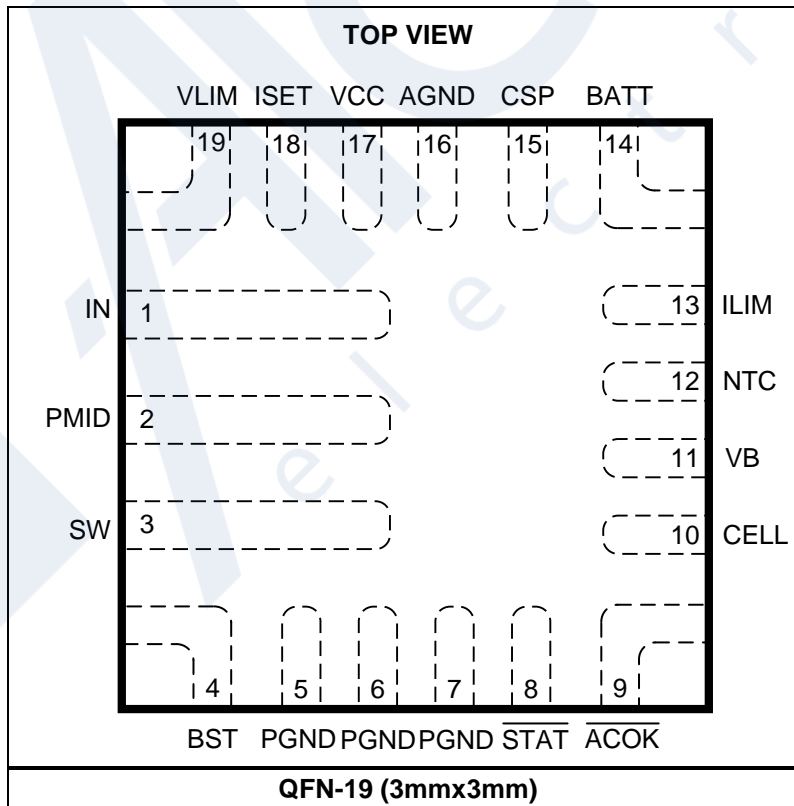 TOP VIEW
VLIM ISET VCC AGND CSP BATT
19 18 17 16 15 14
IN 1 13 ILIM
12 NTC
PMID 2
11 VB
SW 3 10 CELL
4 5 6 7 8 9
BST PGND PGND PGND STAT ACOK
QFN-19 (3mmx3mm)